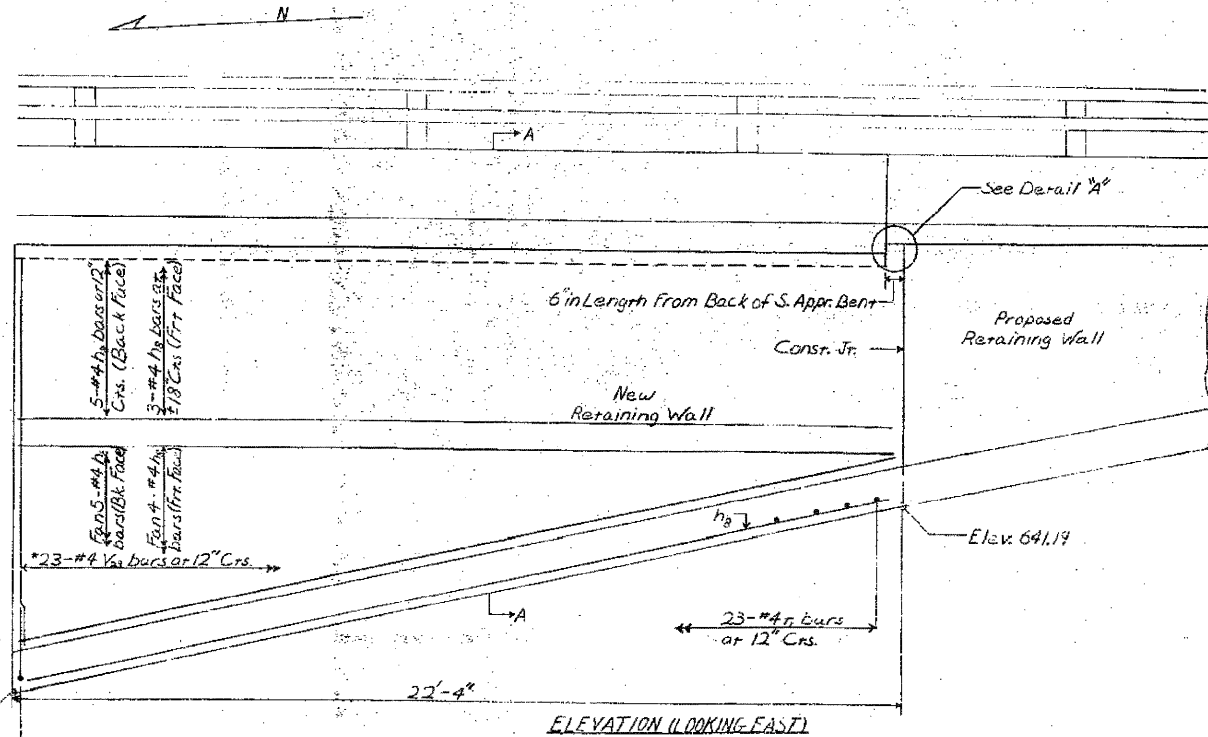 N
A
See Detail "A"
6" in Length From Back of S. Appr. Bent
Proposed
Retaining Wall
Constr. Jt.
New
Retaining Wall
5-#4 h8 bars on 12"
Crs. (Back Face)
3-#4 h8 bars at
±18" Crs (Frt Face)
Fan 5-#4 h
bars (Bk. Face)
Fan 4-#4 h8
bars (Frt. Face)
*23-#4 bars at 12" Crs.
h8
Elev. 641.19
A
23-#4 bars
at 12" Crs.
22'-4"
ELEVATION (LOOKING EAST)